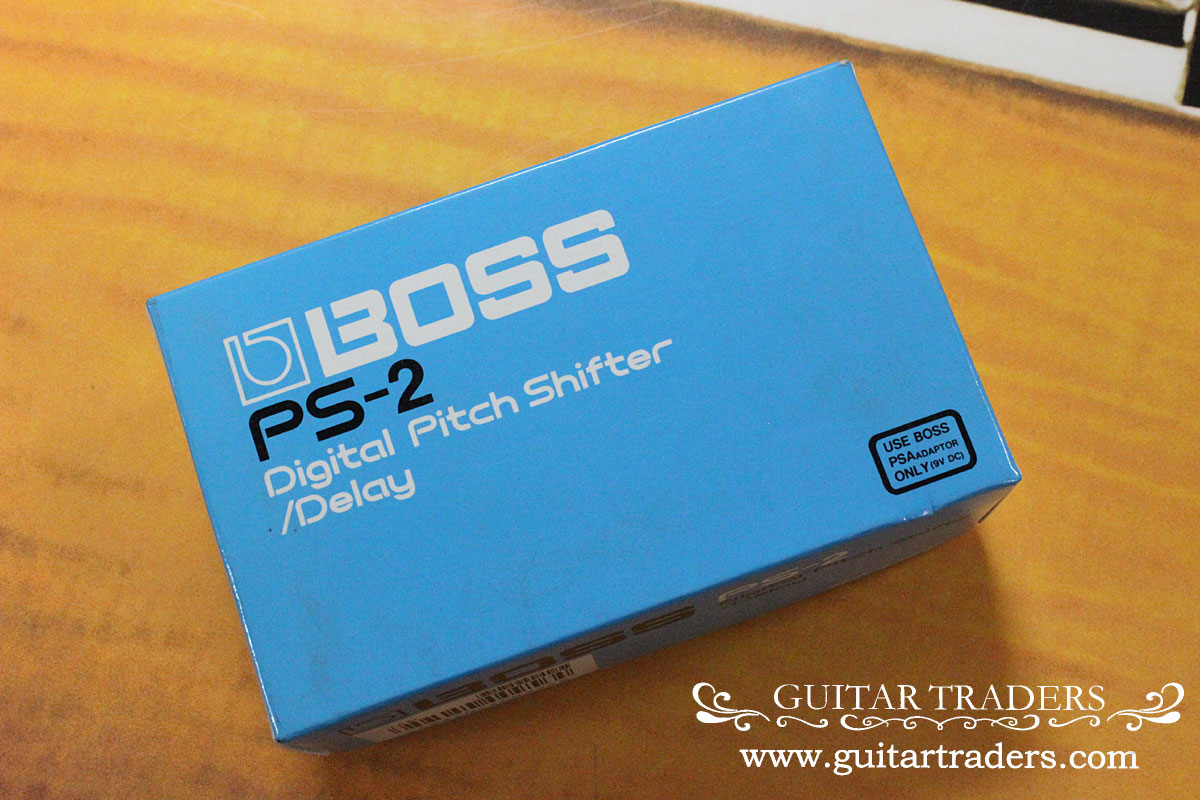 BOSS
PS-2
Digital Pitch Shifter
/Delay
USE BOSS
PSA ADAPTOR
ONLY (9V DC)
BOSS PS-2
GUITAR TRADERS
www.guitartraders.com